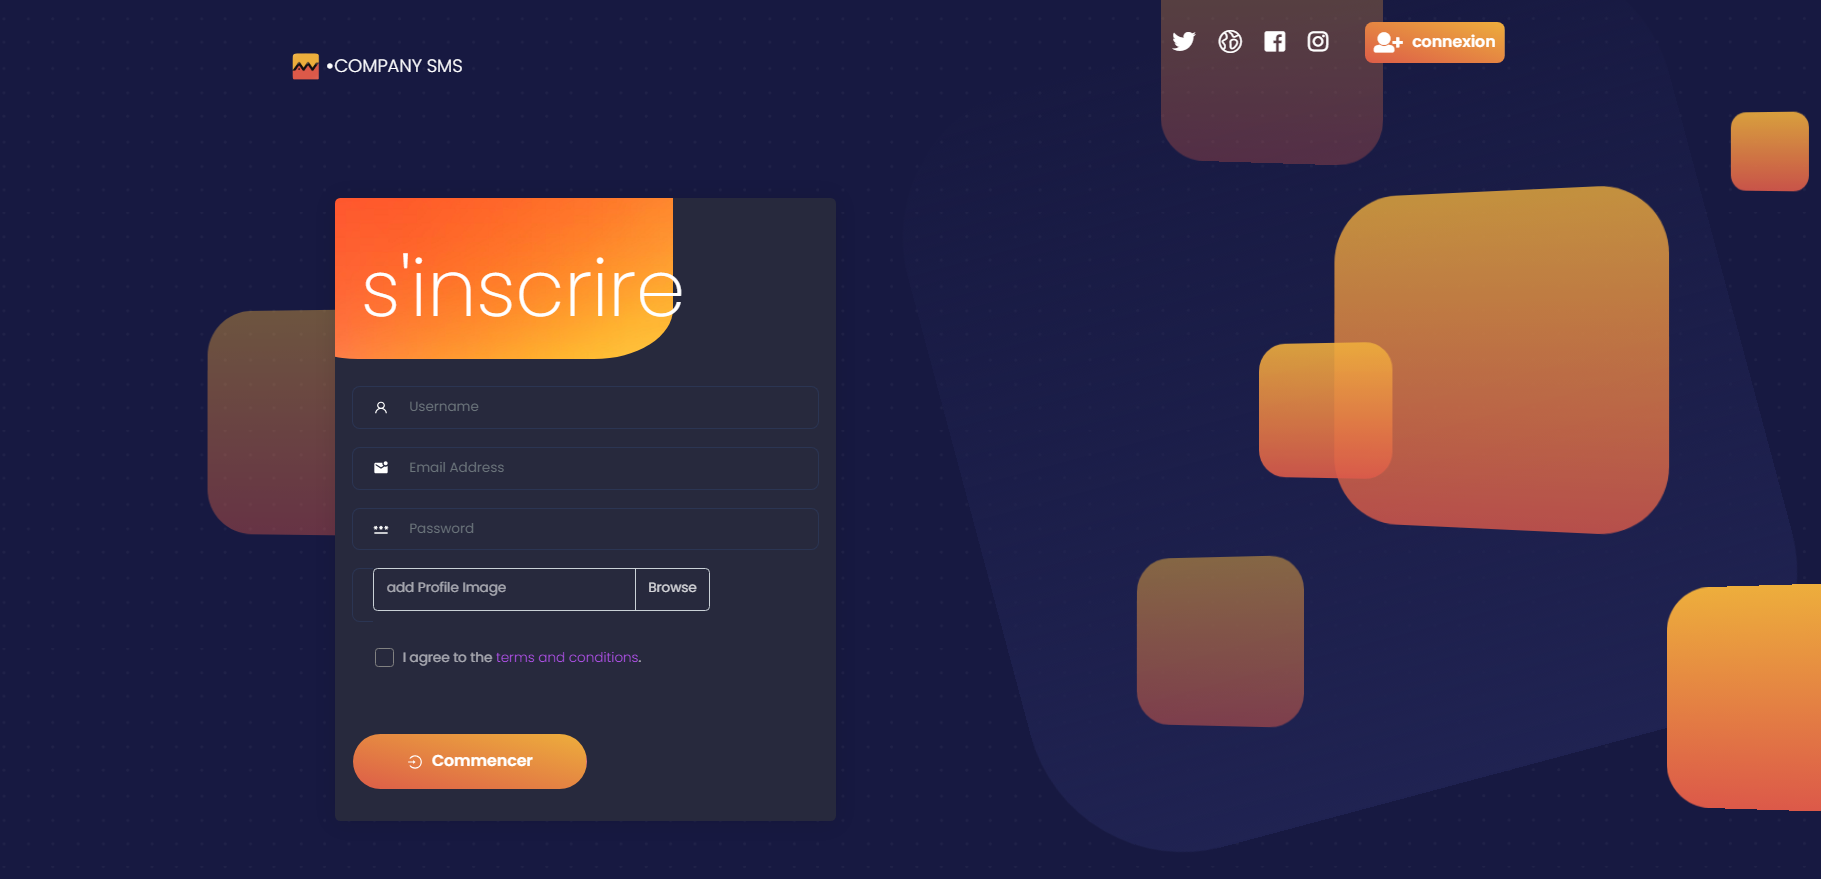 •COMPANY SMS
connexion
s'inscrire
Username
Email Address
Password
add Profile Image Browse
I agree to the terms and conditions.
Commencer